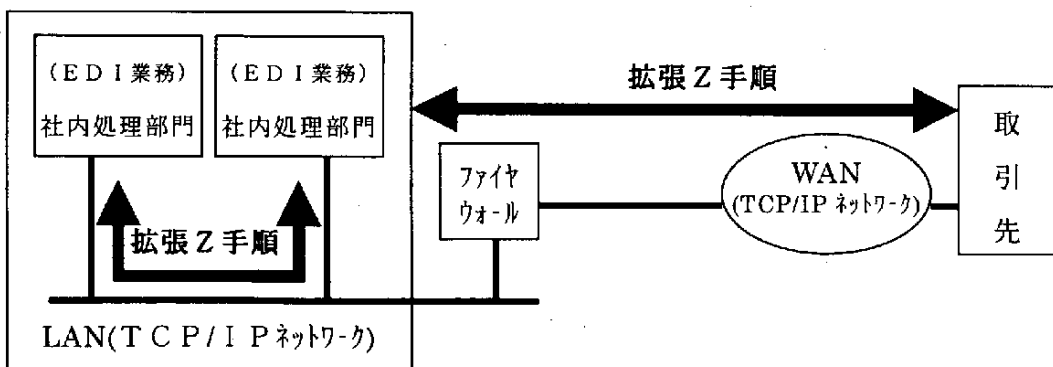 (ＥＤＩ業務)
社内処理部門
(ＥＤＩ業務)
社内処理部門
拡張Ｚ手順
LAN(ＴＣＰ/ＩＰﾈｯﾄﾜｰｸ)
拡張Ｚ手順
ﾌｧｲﾔ
ｳｫｰﾙ
WAN
(TCP/IPﾈｯﾄﾜｰｸ)
取
引
先